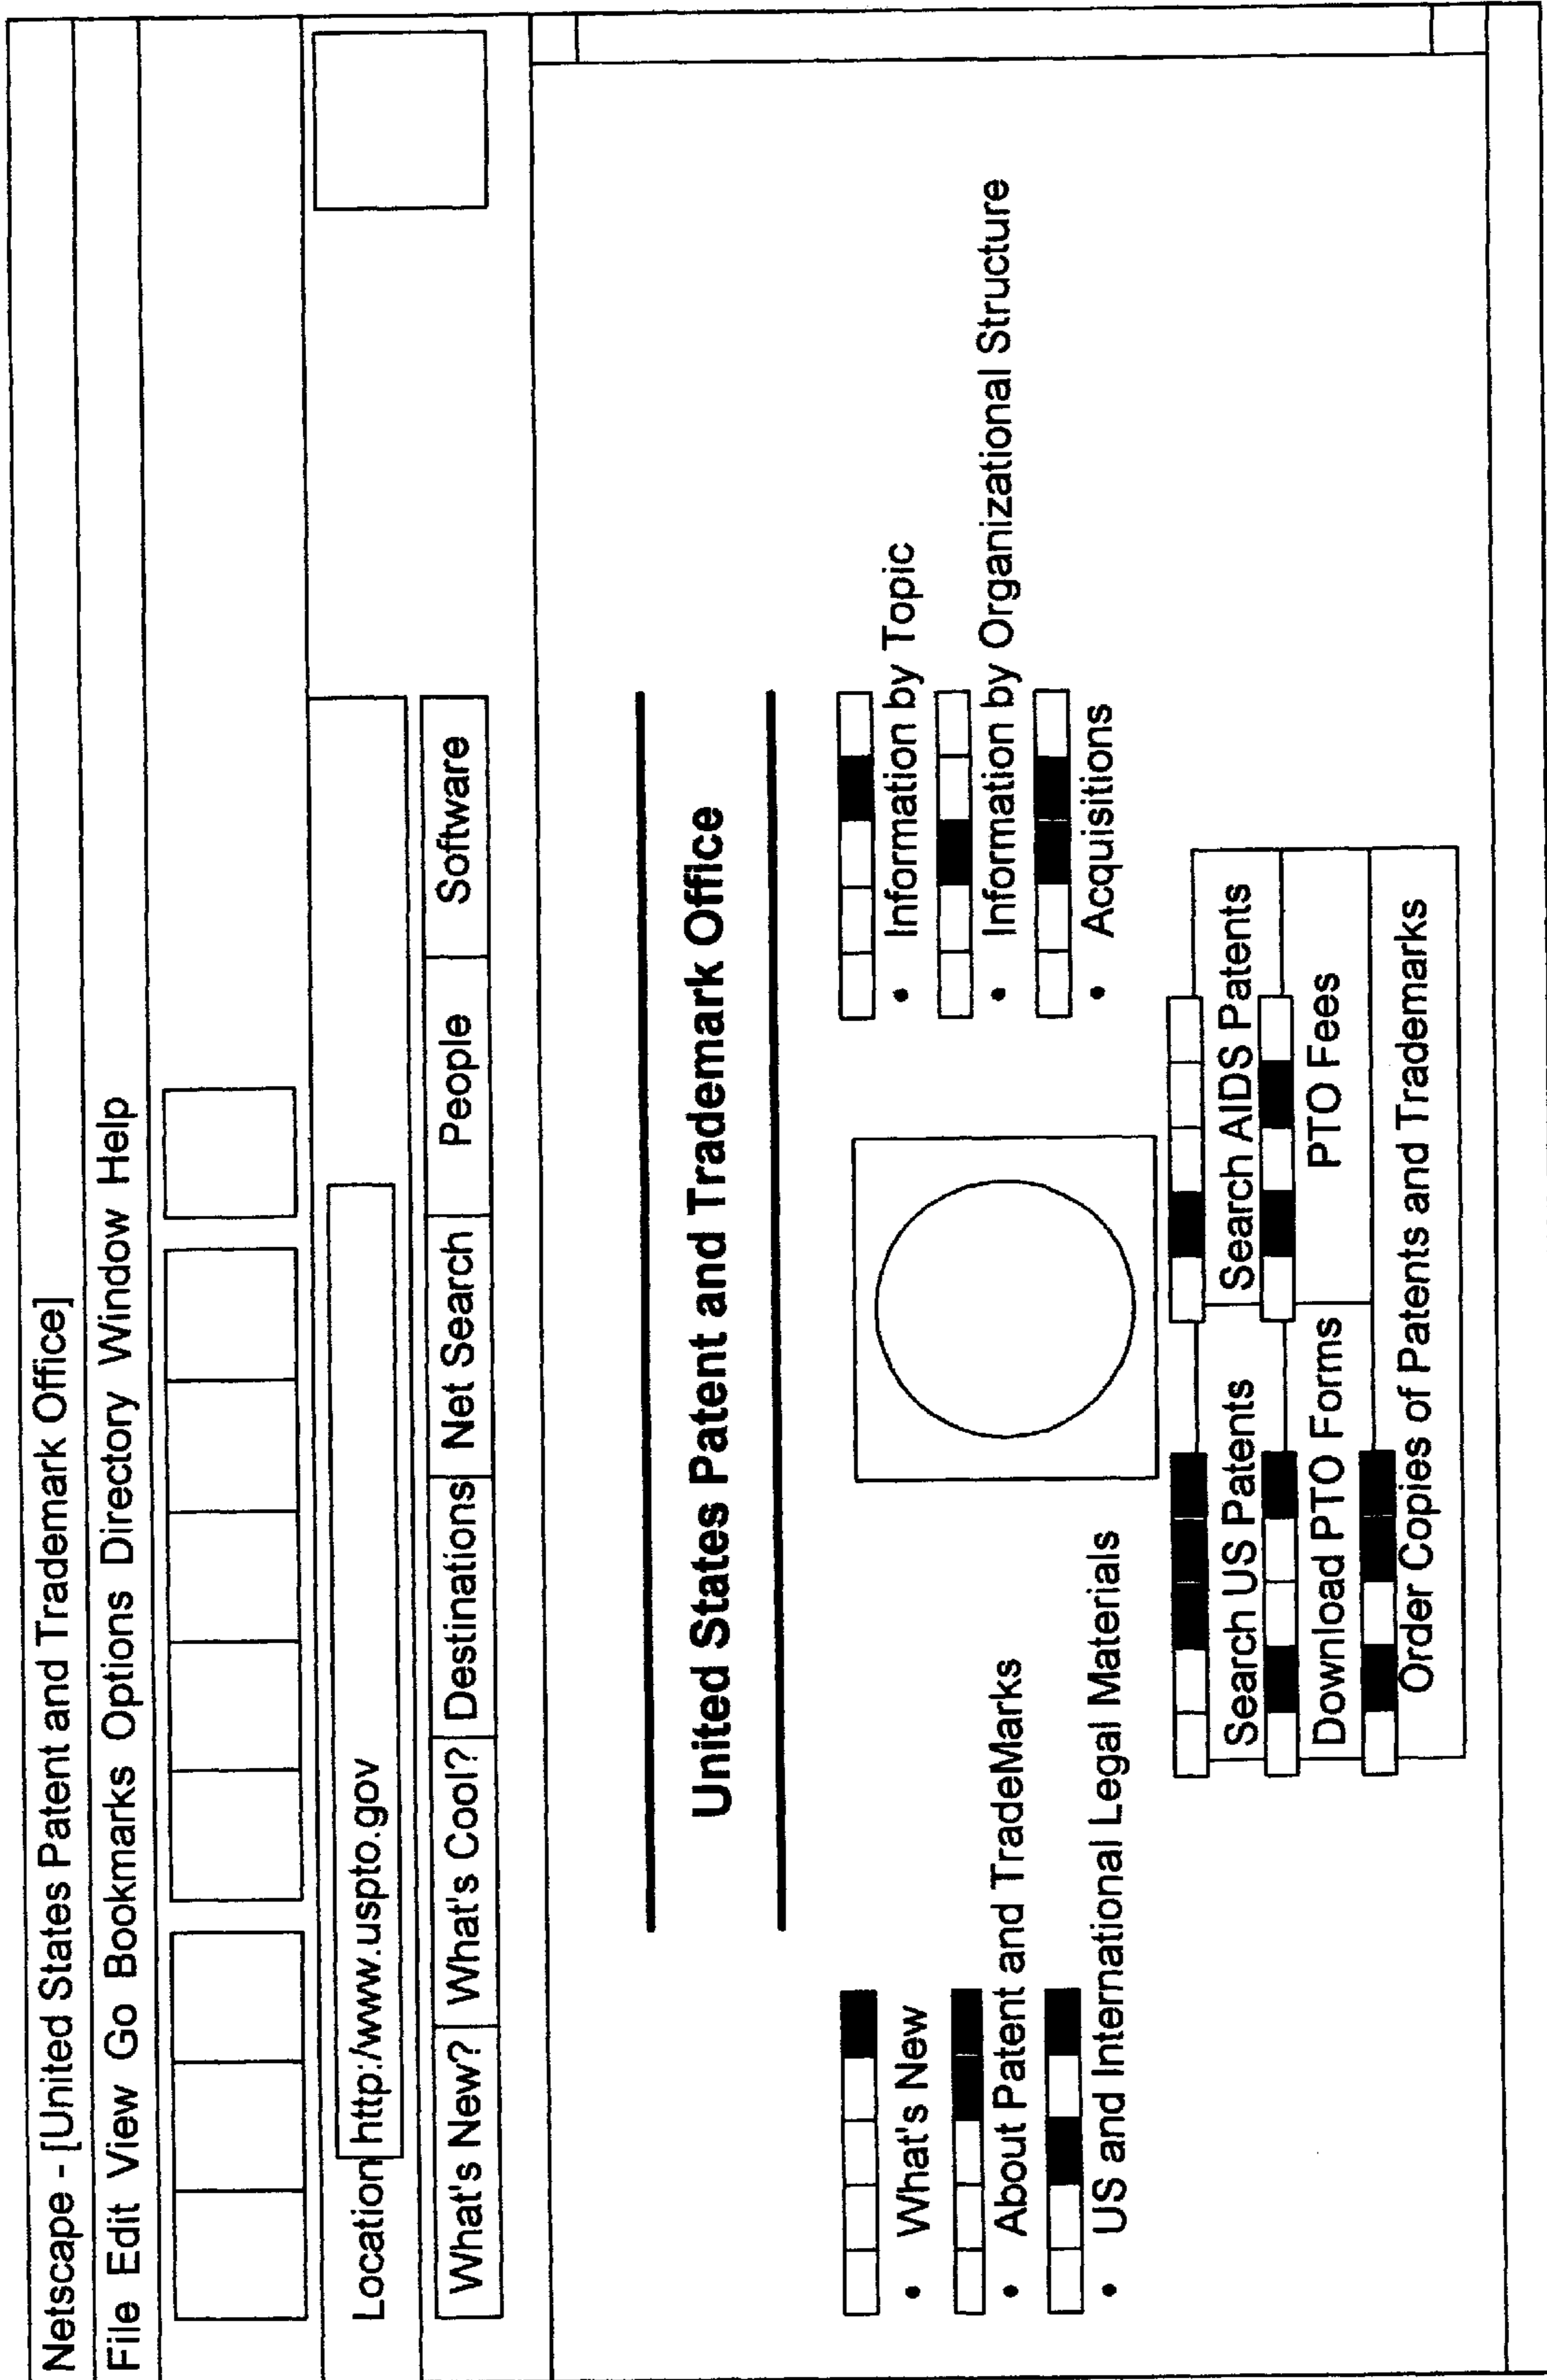 Netscape - [United States Patent and Trademark Office]
File Edit View Go Bookmarks Options Directory Window Help
Location http:/www.uspto.gov
What's New? What's Cool? Destinations Net Search People Software
United States Patent and Trademark Office
• What's New
• About Patent and TradeMarks
• US and International Legal Materials
• Information by Topic
• Information by Organizational Structure
• Acquisitions
Search US Patents Search AIDS Patents
Download PTO Forms PTO Fees
Order Copies of Patents and Trademarks